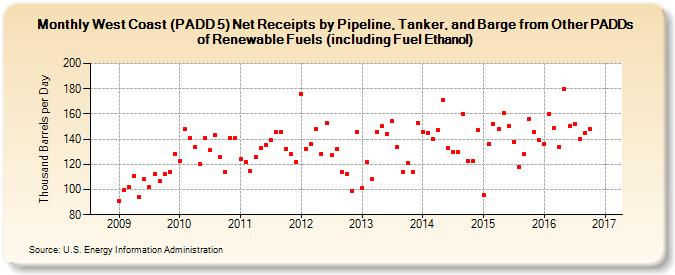 Monthly West Coast (PADD 5) Net Receipts by Pipeline, Tanker, and Barge from Other PADDs
of Renewable Fuels (including Fuel Ethanol)
Thousand Barrels per Day
200
180
160
140
120
100
80
2009 2010 2011 2012 2013 2014 2015 2016 2017
Source: U.S. Energy Information Administration